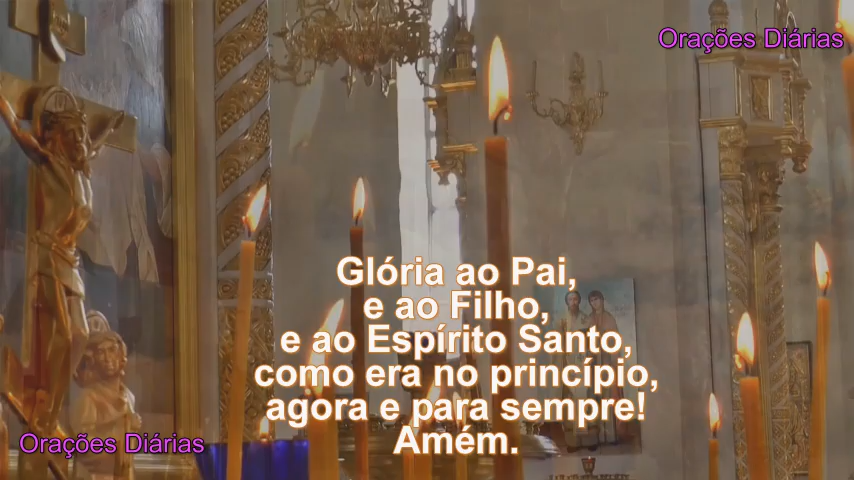 Orações Diárias
Glória ao Pai,
e ao Filho,
e ao Espírito Santo,
como era no princípio,
agora e para sempre!
Amém.
Orações Diárias